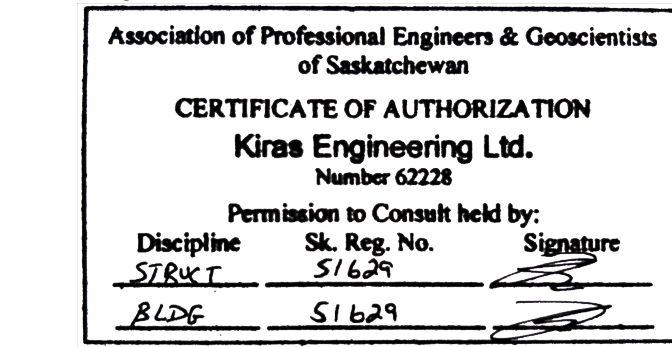 Association of Professional Engineers & Geoscientists
of Saskatchewan
CERTIFICATE OF AUTHORIZATION
Kiras Engineering Ltd.
Number 62228
Permission to Consult held by:
Discipline Sk. Reg. No. Signature
STRUCT 51629
BLDG 51629